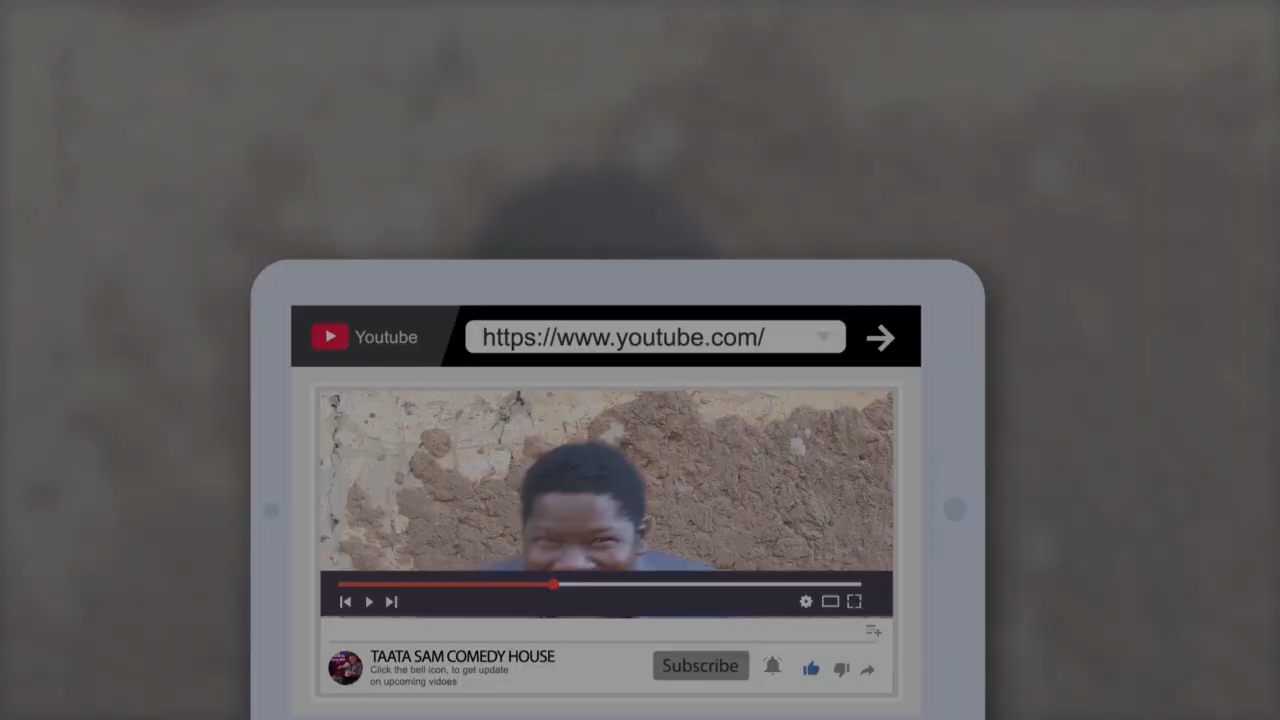 Youtube
https://www.youtube.com/
TAATA SAM COMEDY HOUSE
Click the bell icon, to get update
on upcoming vidoes
Subscribe